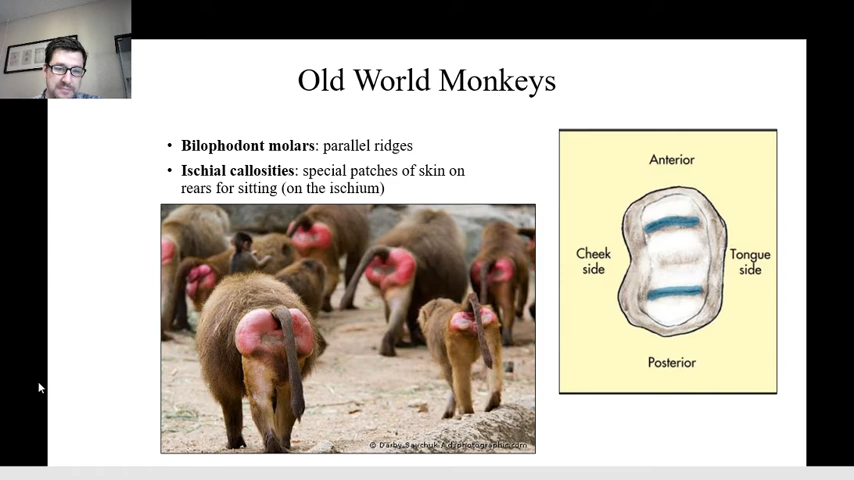 Old World Monkeys
• Bilophodont molars: parallel ridges
• Ischial callosities: special patches of skin on
rears for sitting (on the ischium)
Anterior
Cheek
side
Tongue
side
Posterior